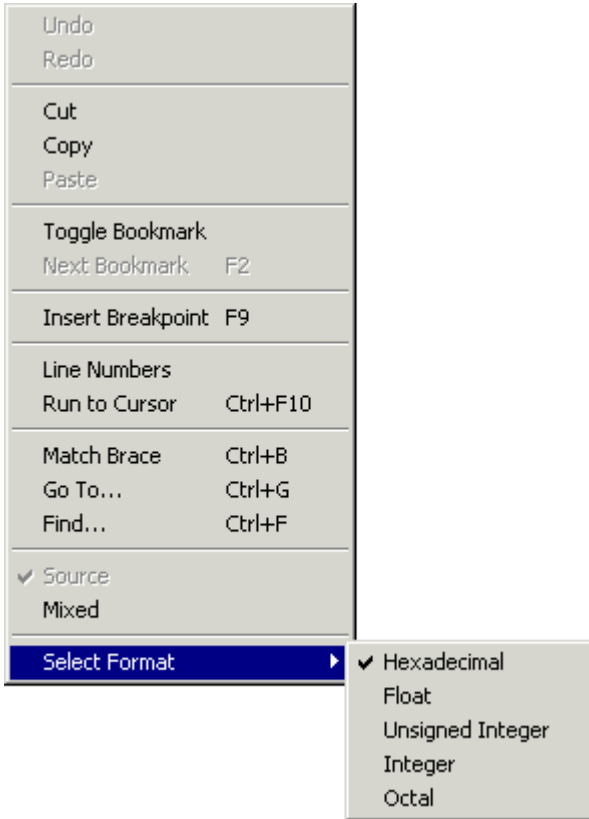 Undo
Redo
Cut
Copy
Paste
Toggle Bookmark
Next Bookmark F2
Insert Breakpoint F9
Line Numbers
Run to Cursor Ctrl+F10
Match Brace Ctrl+B
Go To... Ctrl+G
Find... Ctrl+F
Source
Mixed
Select Format
Hexadecimal
Float
Unsigned Integer
Integer
Octal